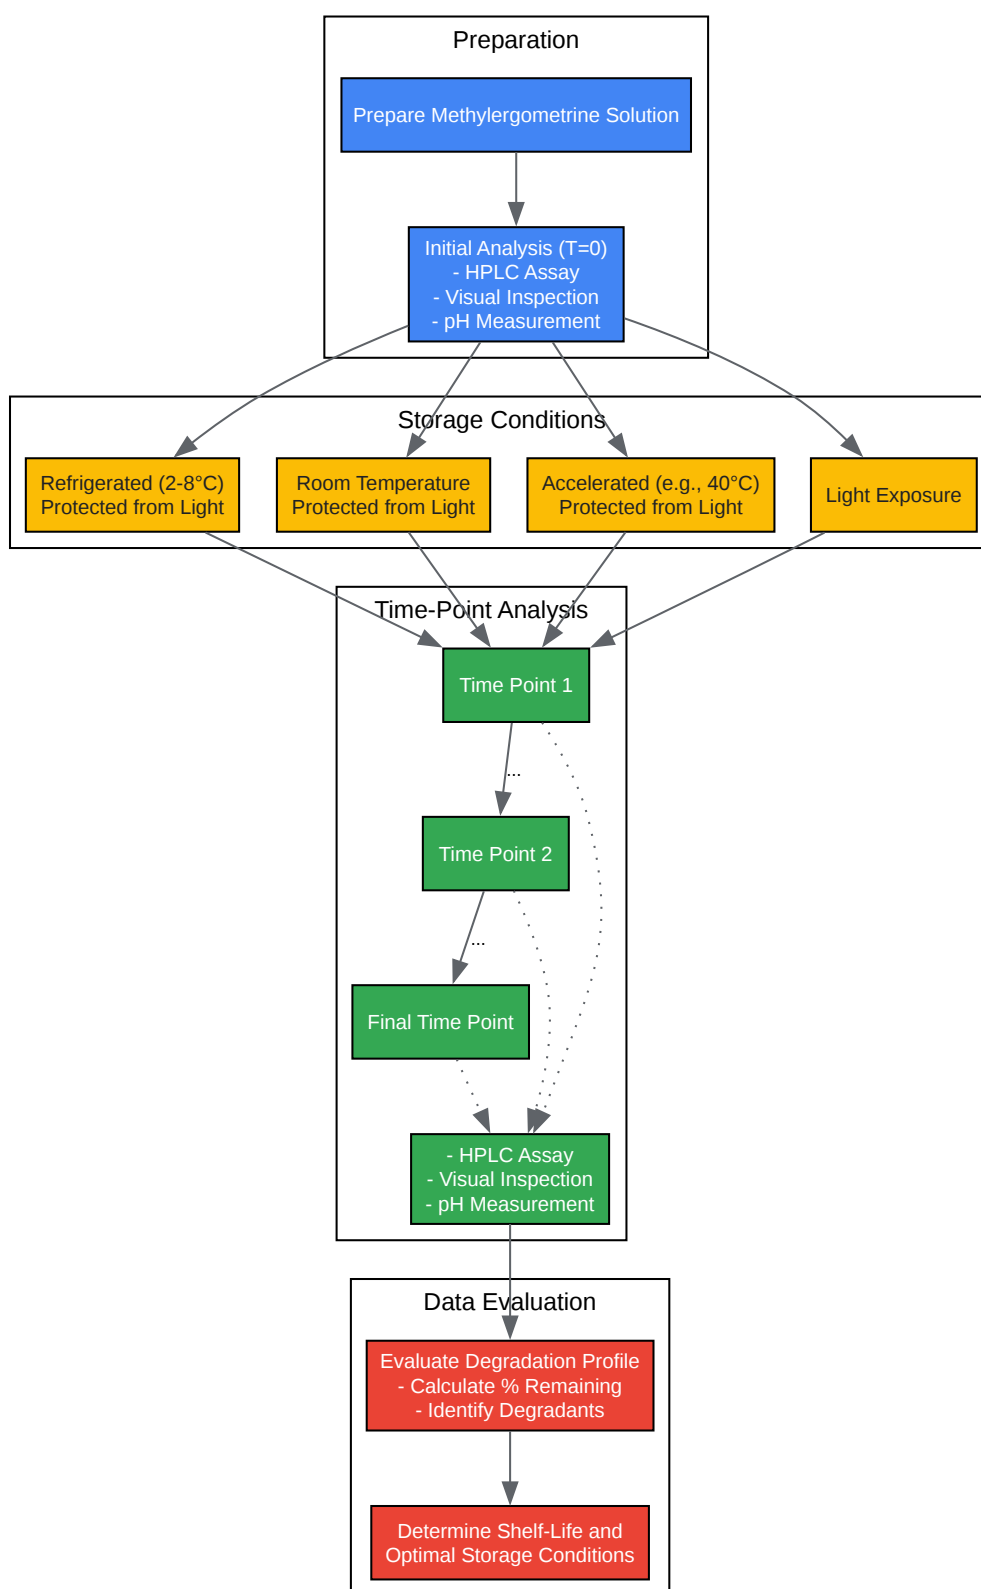 Preparation
Prepare Methylergometrine Solution
Initial Analysis (T=0)
- HPLC Assay
- Visual Inspection
- pH Measurement
Storage Conditions
Refrigerated (2-8°C)
Protected from Light
Room Temperature
Protected from Light
Accelerated (e.g., 40°C)
Protected from Light
Light Exposure
Time-Point Analysis
Time Point 1
...
Time Point 2
...
Final Time Point
- HPLC Assay
- Visual Inspection
- pH Measurement
Data Evaluation
Evaluate Degradation Profile
- Calculate % Remaining
- Identify Degradants
Determine Shelf-Life and
Optimal Storage Conditions